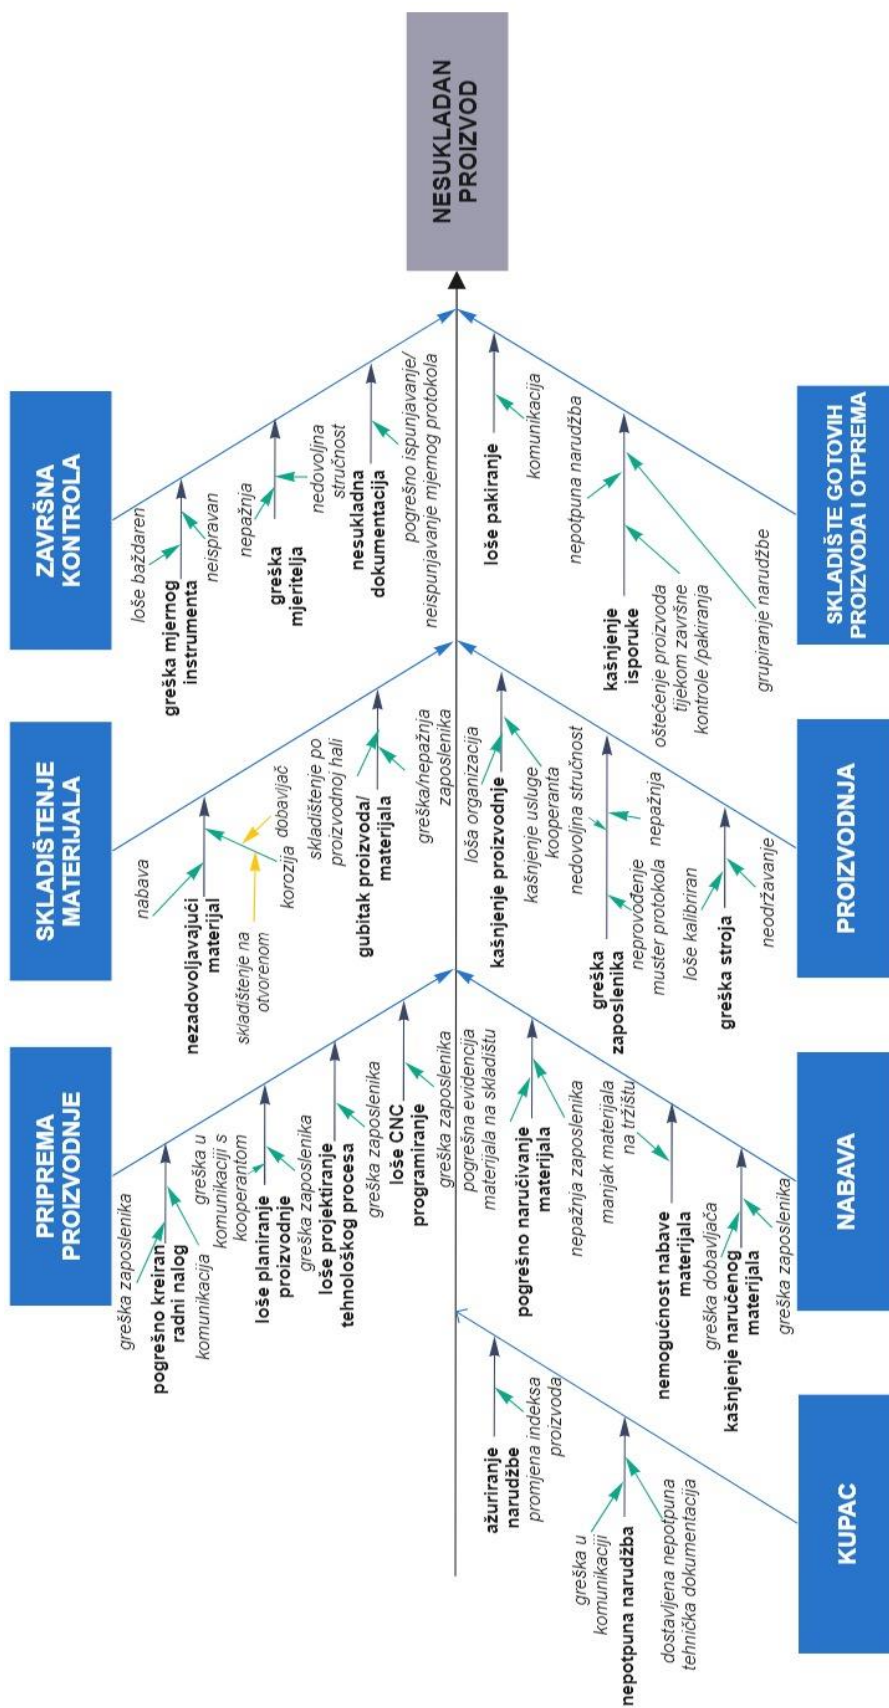 PRIPREMA
PROIZVODNJE
greška zaposlenika
pogrešno kreiran
radni nalog
komunikacija
greška u
komunikaciji s
kooperantom
loše planiranje
proizvodnje
greška zaposlenika
loše projektiranje
tehnološkog procesa
greška zaposlenika
loše CNC
programiranje
greška zaposlenika
SKLADIŠTENJE
MATERIJALA
nabava
nezadovoljavajući
materijal
skladištenje na
otvorenom
korozija
dobavljač
skladištenje po
proizvodnoj hali
gubitak proizvoda/
materijala
greška/nepažnja
zaposlenika
ZAVRŠNA
KONTROLA
loše baždaren
greška mjernog
instrumenta
neispravan
nepažnja
greška
mjeritelja
nedovoljna
stručnost
nesukladna
dokumentacija
pogrešno ispunjavanje/
neispunjavanje mjernog protokola
NESUKLADAN
PROIZVOD
ažuriranje
narudžbe
promjena indeksa
proizvoda
greška u
komunikaciji
nepotpuna narudžba
dostavljena nepotpuna
tehnička dokumentacija
KUPAC
pogrešna evidencija
materijala na skladištu
pogrešno naručivanje
materijala
nepažnja zaposlenika
manjak materijala
na tržištu
nemogućnost nabave
materijala
greška dobavljača
kašnjenje naručenog
materijala
greška zaposlenika
NABAVA
loša organizacija
kašnjenje proizvodnje
kašnjenje usluge
kooperanta
nedovoljna stručnost
greška
zaposlenika
neprovođenje
muster protokola
nepažnja
loše kalibriran
greška stroja
neodržavanje
PROIZVODNJA
loše pakiranje
komunikacija
nepotpuna narudžba
kašnjenje
isporuke
oštećenje proizvoda
tijekom završne
kontrole /pakiranja
grupiranje narudžbe
SKLADIŠTE GOTOVIH
PROIZVODA I OTPREMA